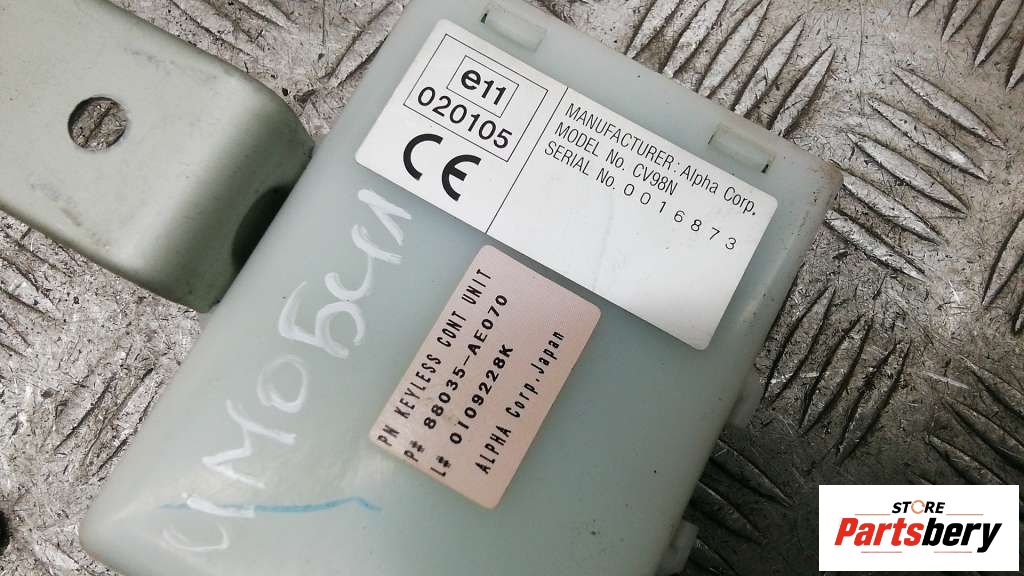 e11
020105
CE
MANUFACTURER: Alpha Corp.
MODEL No. CV98N
SERIAL No. 0016873
PN KEYLESS CONT UNIT
P# 88035-AE070
L# 0109228K
ALPHA Corp. Japan
STORE
Partsbery